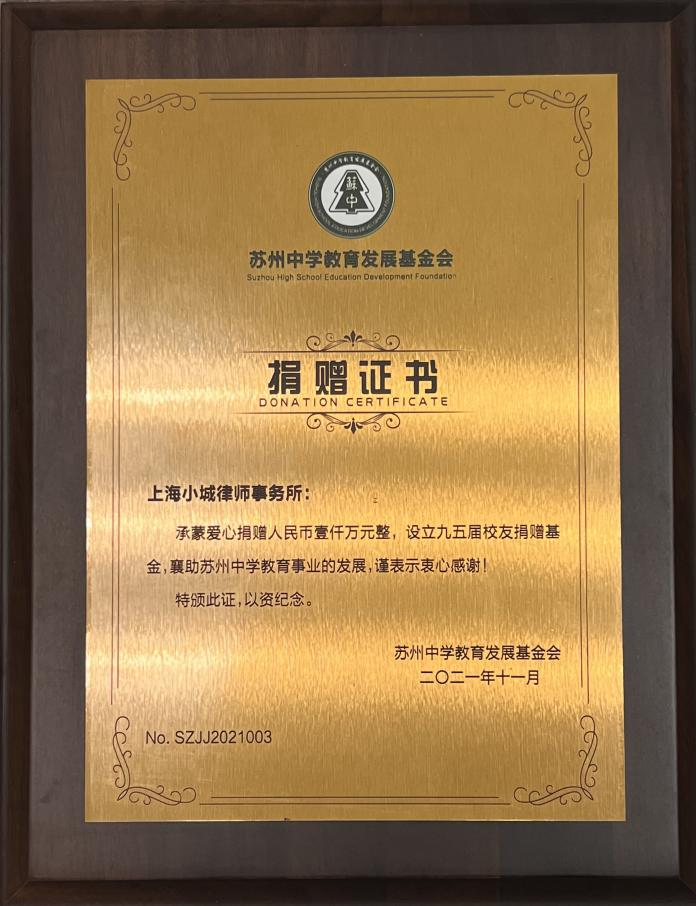 蘇中
苏州中学教育发展基金会
Suzhou High School Education Development Foundation
捐赠证书
DONATION CERTIFICATE
上海小城律师事务所：
承蒙爱心捐赠人民币壹仟万元整，设立九五届校友捐赠基
金，襄助苏州中学教育事业的发展，谨表示衷心感谢！
特颁此证，以资纪念。
苏州中学教育发展基金会
二〇二一年十一月
No. SZJJ2021003